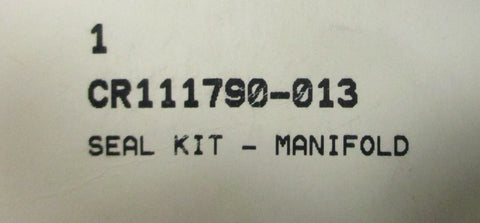 1
CR111790-013
SEAL KIT - MANIFOLD